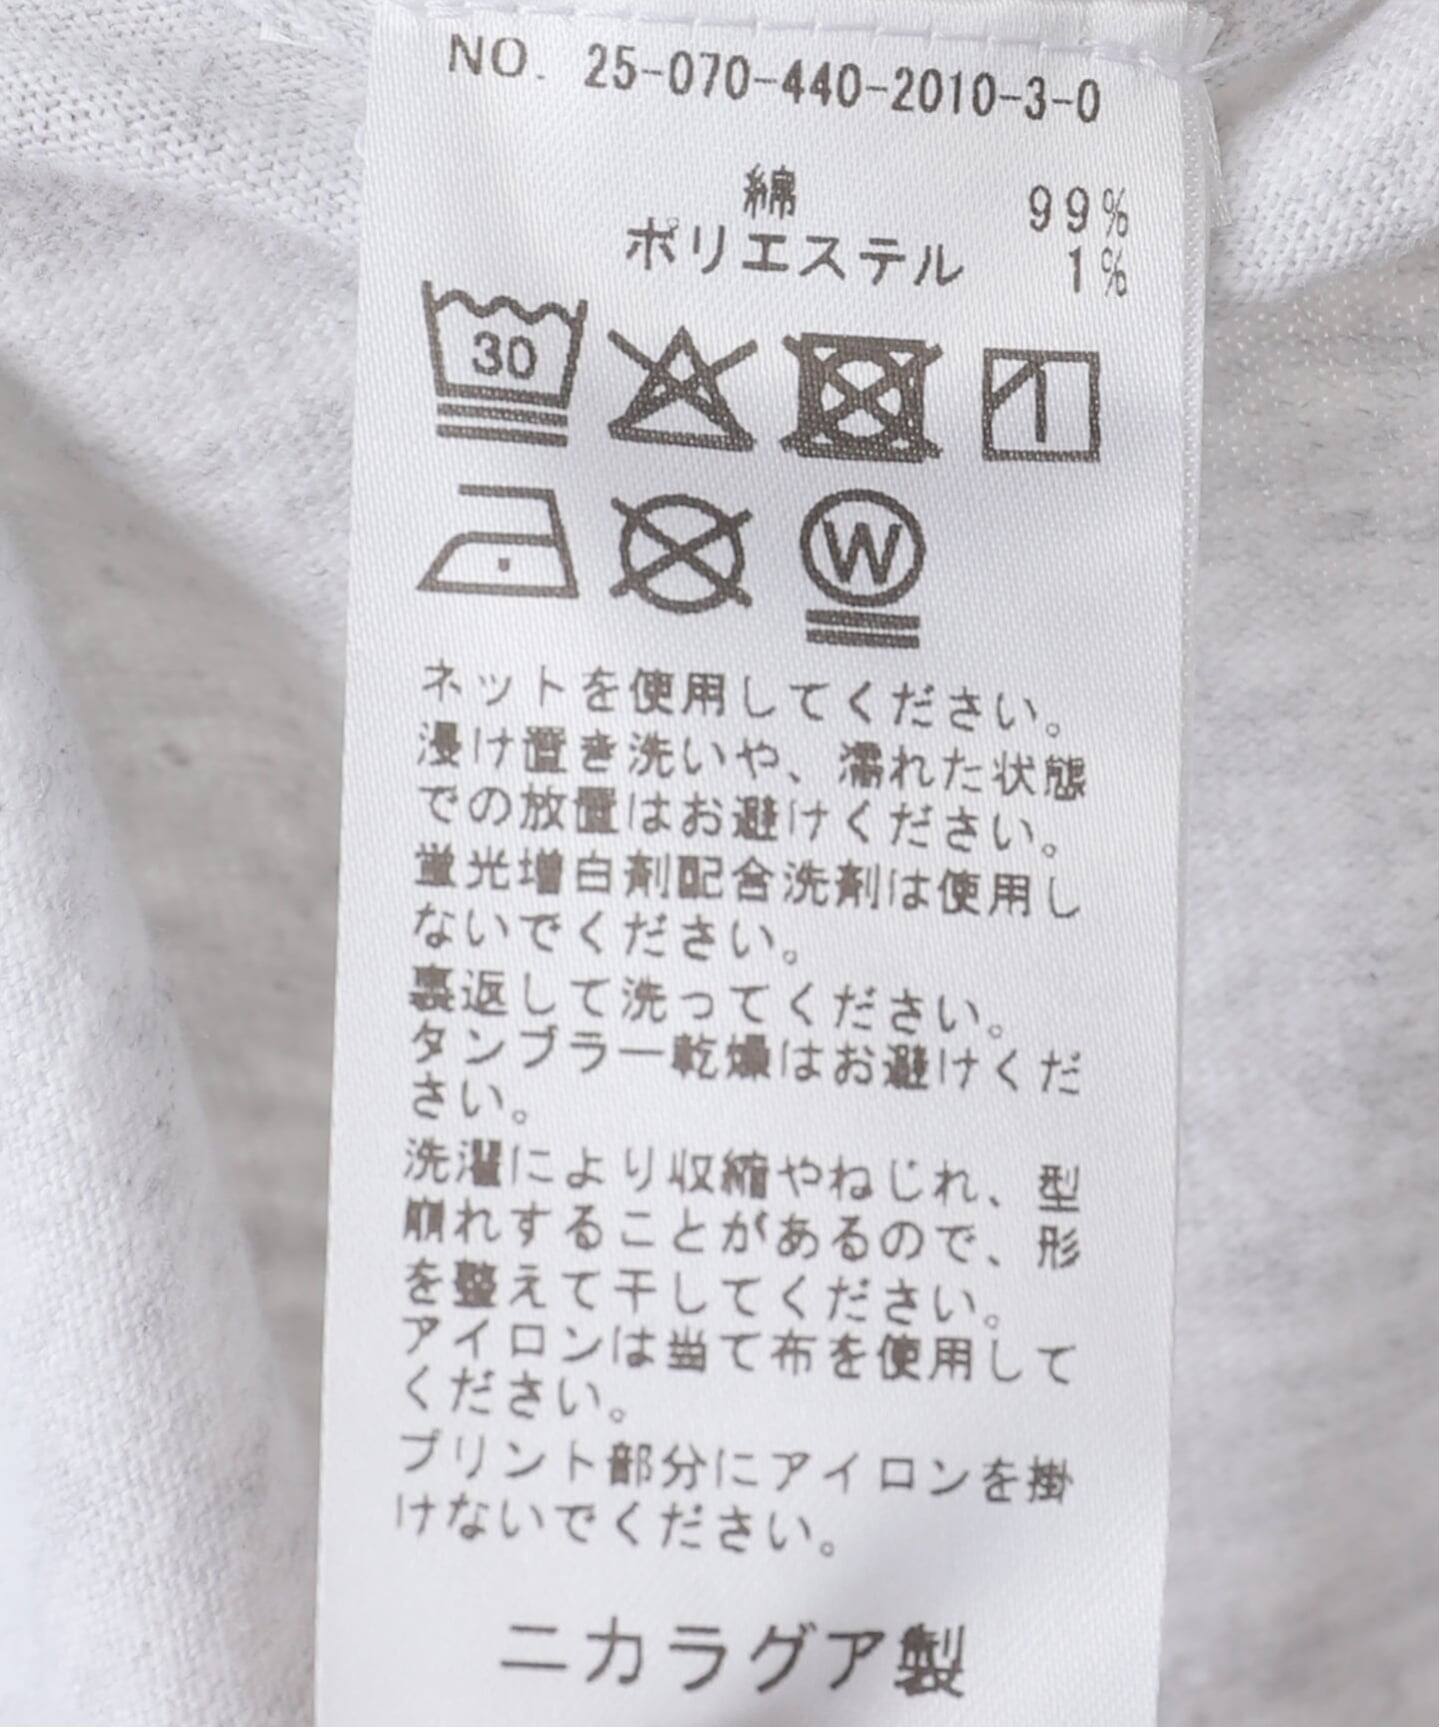 NO. 25-070-440-2010-3-0
綿 99%
ポリエステル 1%
30
W
ネットを使用してください。
浸け置き洗いや、濡れた状態
での放置はお避けください。
蛍光増白剤配合洗剤は使用し
ないでください。
裏返して洗ってください。
タンブラー乾燥はお避けくだ
さい。
洗濯により収縮やねじれ、型
崩れすることがあるので、形
を整えて干してください。
アイロンは当て布を使用して
ください。
プリント部分にアイロンを掛
けないでください。
ニカラグア製